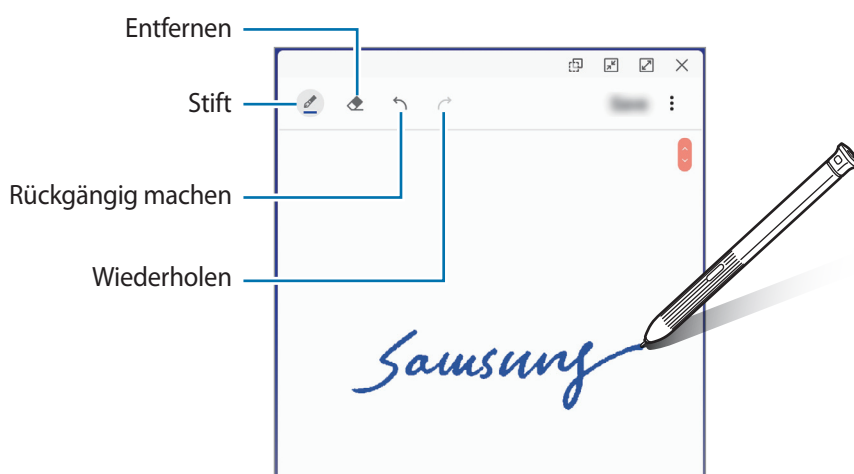 Entfernen
Stift
Rückgängig machen
Wiederholen
Samsung